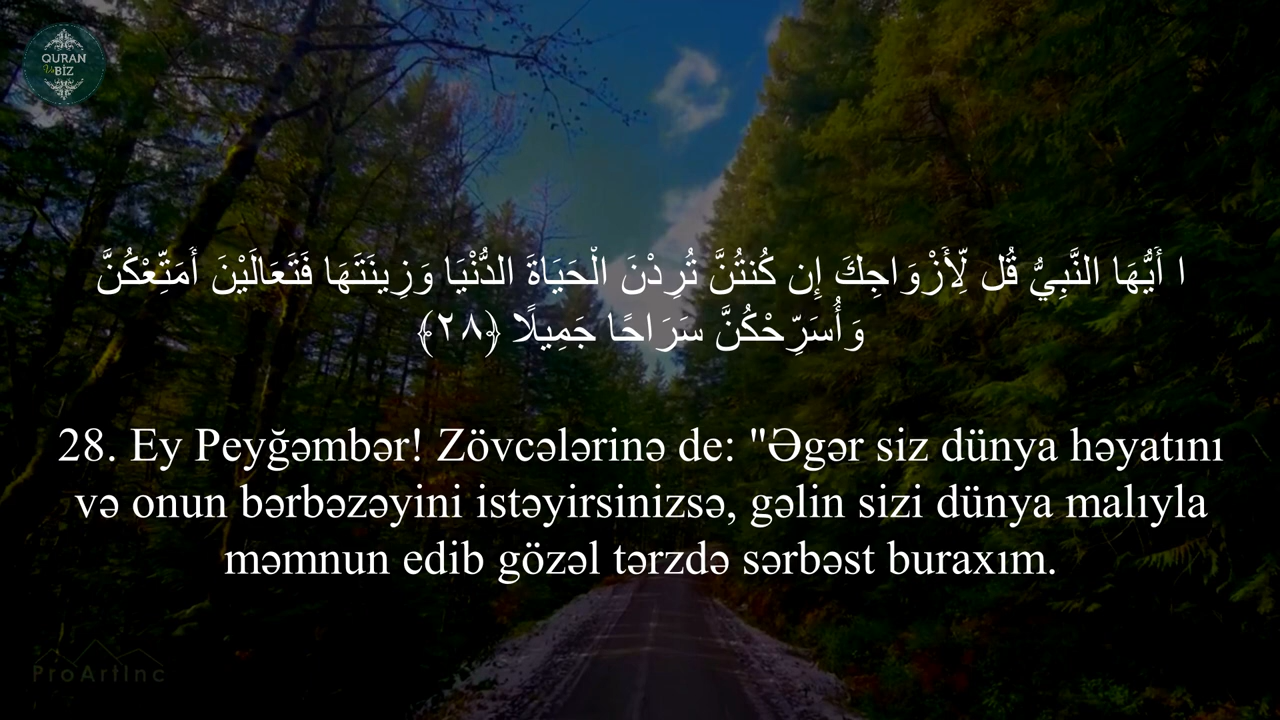 QURAN
Və
BİZ
ا أَيُّهَا النَّبِيُّ قُل لِّأَزْوَاجِكَ إِن كُنتُنَّ تُرِدْنَ الْحَيَاةَ الدُّنْيَا وَزِينَتَهَا فَتَعَالَيْنَ أُمَتِّعْكُنَّ
وَأُسَرِّحْكُنَّ سَرَاحًا جَمِيلًا ﴿٢٨﴾
28. Ey Peyğəmbər! Zövcələrinə de: "Əgər siz dünya həyatını
və onun bərbəzəyini istəyirsinizsə, gəlin sizi dünya malıyla
məmnun edib gözəl tərzdə sərbəst buraxım.
ProArtInc